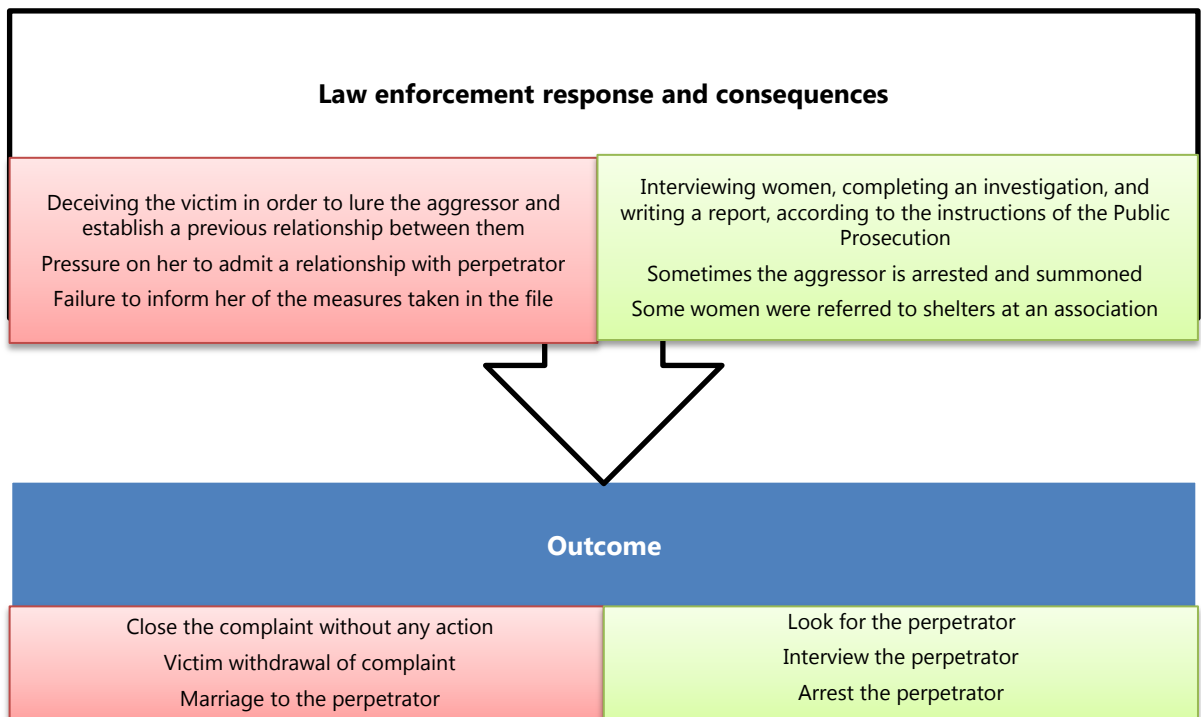 Law enforcement response and consequences
Deceiving the victim in order to lure the aggressor and
establish a previous relationship between them
Pressure on her to admit a relationship with perpetrator
Failure to inform her of the measures taken in the file
Interviewing women, completing an investigation, and
writing a report, according to the instructions of the Public
Prosecution
Sometimes the aggressor is arrested and summoned
Some women were referred to shelters at an association
Outcome
Close the complaint without any action
Victim withdrawal of complaint
Marriage to the perpetrator
Look for the perpetrator
Interview the perpetrator
Arrest the perpetrator